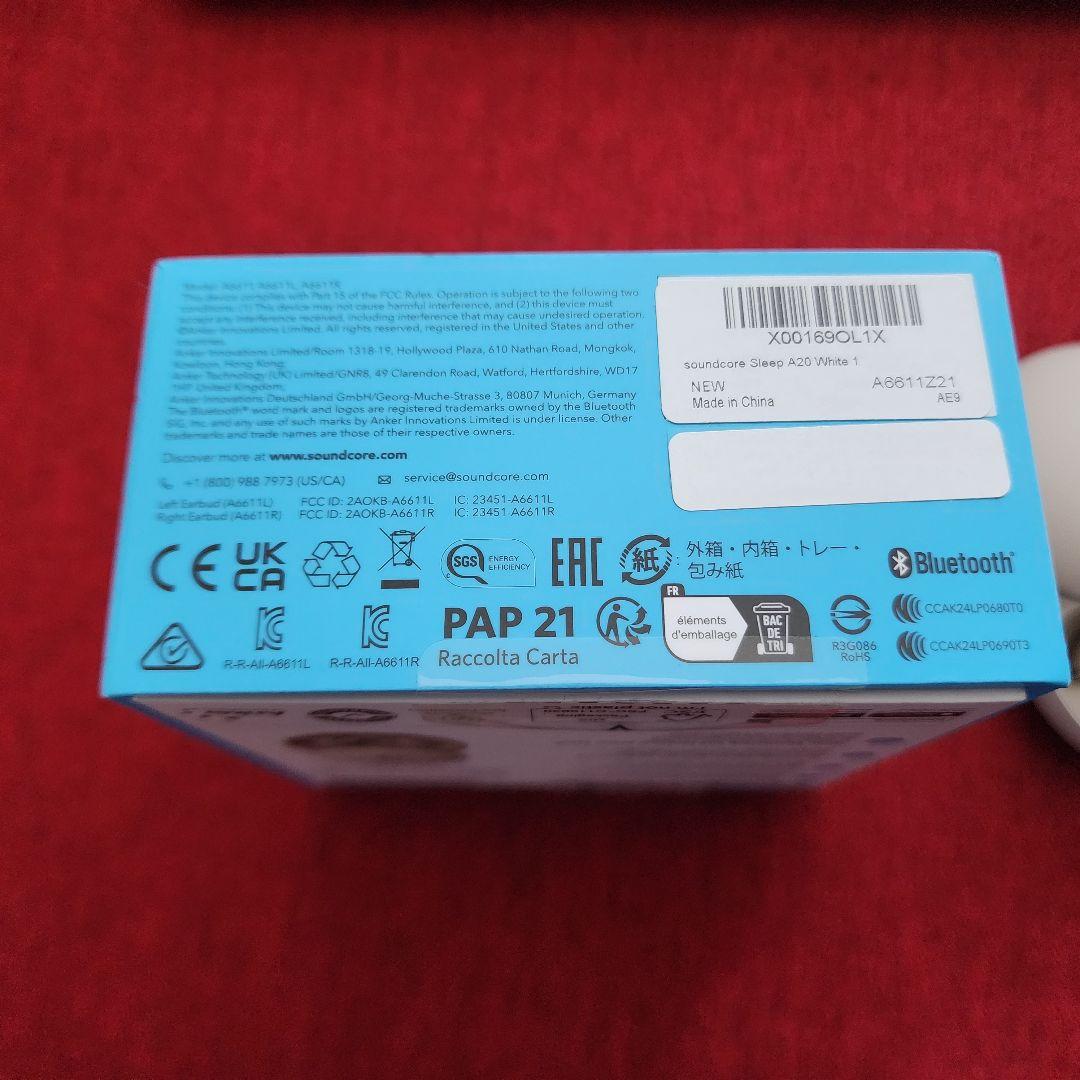 Model: A6611 A6611L, A6611R
This device complies with Part 15 of the FCC Rules. Operation is subject to the following two
conditions: (1) This device may not cause harmful interference, and (2) this device must
accept any interference received, including interference that may cause undesired operation.
©Anker Innovations Limited. All rights reserved, registered in the United States and other
countries.
Anker Innovations Limited/Room 1318-19, Hollywood Plaza, 610 Nathan Road, Mongkok,
Kowloon, Hong Kong
Anker Technology (UK) Limited/GNR8, 49 Clarendon Road, Watford, Hertfordshire, WD17
1HP United Kingdom,
Anker Innovations Deutschland GmbH/Georg-Muche-Strasse 3, 80807 Munich, Germany
The Bluetooth® word mark and logos are registered trademarks owned by the Bluetooth
SIG, Inc. and any use of such marks by Anker Innovations Limited is under license. Other
trademarks and trade names are those of their respective owners.
Discover more at www.soundcore.com
+1 (800) 988 7973 (US/CA) service@soundcore.com
Left Earbud (A6611L) FCC ID: 2AOKB-A6611L IC: 23451-A6611L
Right Earbud (A6611R) FCC ID: 2AOKB-A6611R IC: 23451-A6611R
X00169OL1X
soundcore Sleep A20 White 1
NEW A6611Z21
Made in China AE9
CE UK CA SGS ENERGY EFFICIENCY EAC 紙 : 外箱・内箱・トレー・
包み紙
Bluetooth®
R-R-AII-A6611L
R-R-AII-A6611R
PAP 21
Raccolta Carta
FR
éléments
d'emballage
BAC
DE
TRI
R3G086
RoHS
CCAK24LP0680T0
CCAK24LP0690T3
I'm not plastic